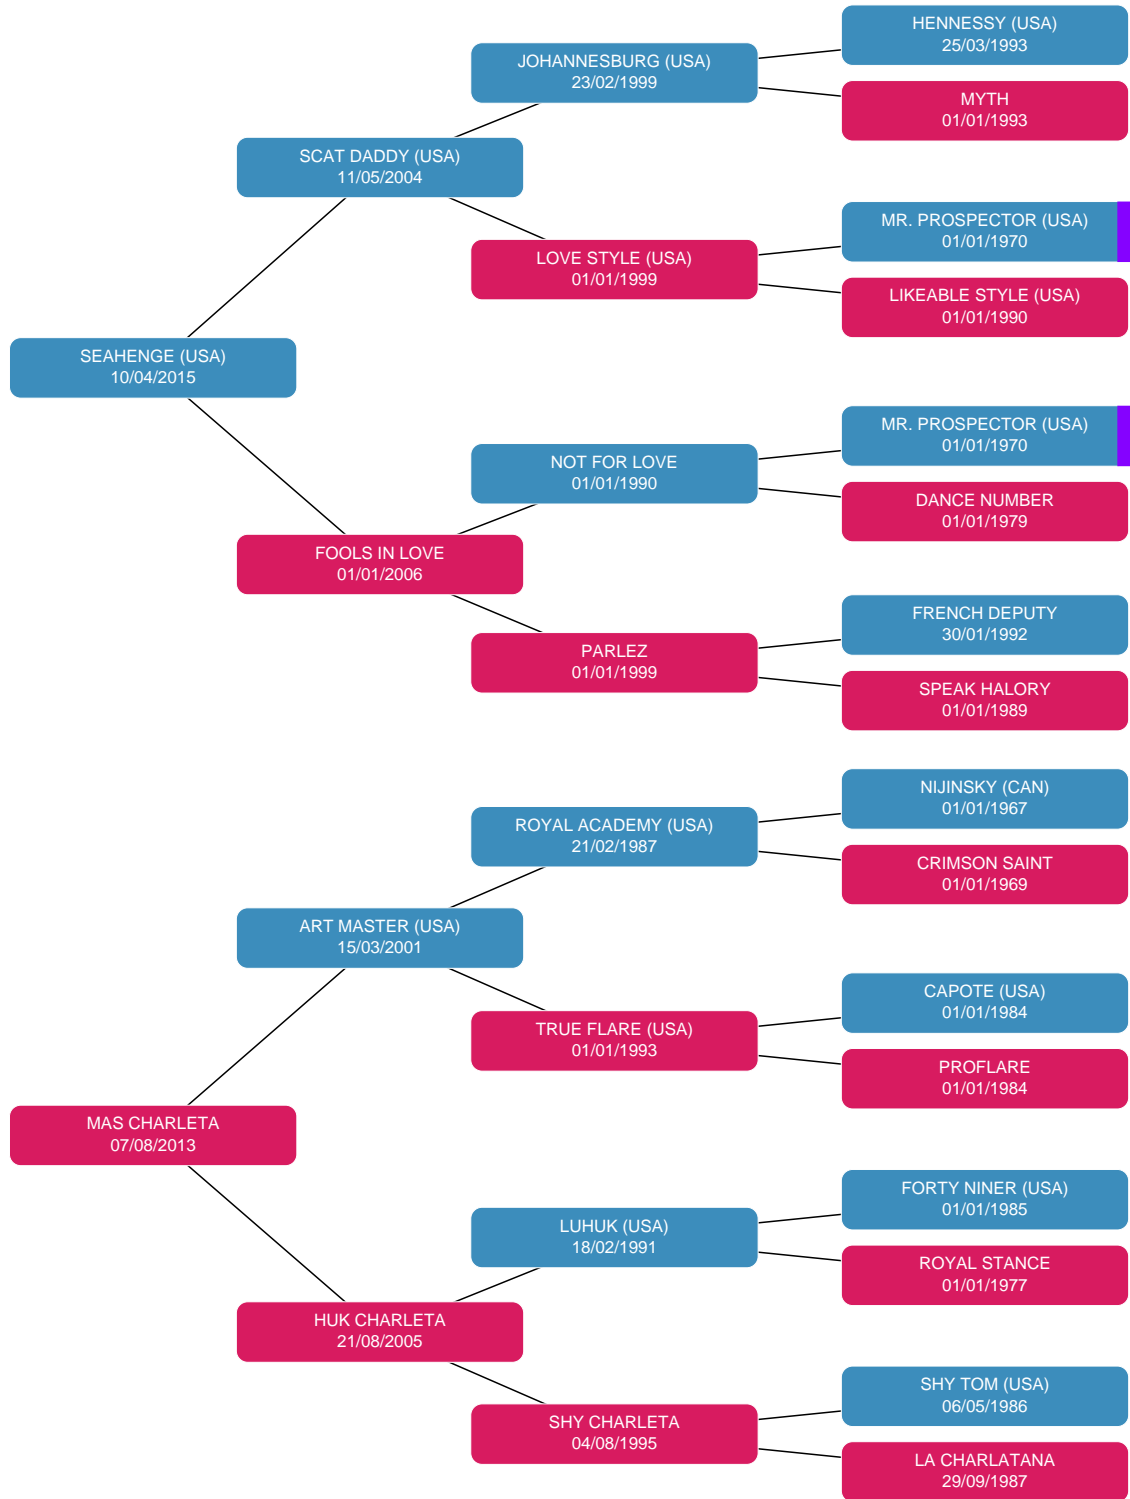 HENNESSY (USA)
25/03/1993
JOHANNESBURG (USA)
23/02/1999
MYTH
01/01/1993
SCAT DADDY (USA)
11/05/2004
MR. PROSPECTOR (USA)
01/01/1970
LOVE STYLE (USA)
01/01/1999
LIKEABLE STYLE (USA)
01/01/1990
SEAHENGE (USA)
10/04/2015
MR. PROSPECTOR (USA)
01/01/1970
NOT FOR LOVE
01/01/1990
DANCE NUMBER
01/01/1979
FOOLS IN LOVE
01/01/2006
FRENCH DEPUTY
30/01/1992
PARLEZ
01/01/1999
SPEAK HALORY
01/01/1989
NIJINSKY (CAN)
01/01/1967
ROYAL ACADEMY (USA)
21/02/1987
CRIMSON SAINT
01/01/1969
ART MASTER (USA)
15/03/2001
CAPOTE (USA)
01/01/1984
TRUE FLARE (USA)
01/01/1993
PROFLARE
01/01/1984
MAS CHARLETA
07/08/2013
FORTY NINER (USA)
01/01/1985
LUHUK (USA)
18/02/1991
ROYAL STANCE
01/01/1977
HUK CHARLETA
21/08/2005
SHY TOM (USA)
06/05/1986
SHY CHARLETA
04/08/1995
LA CHARLATANA
29/09/1987